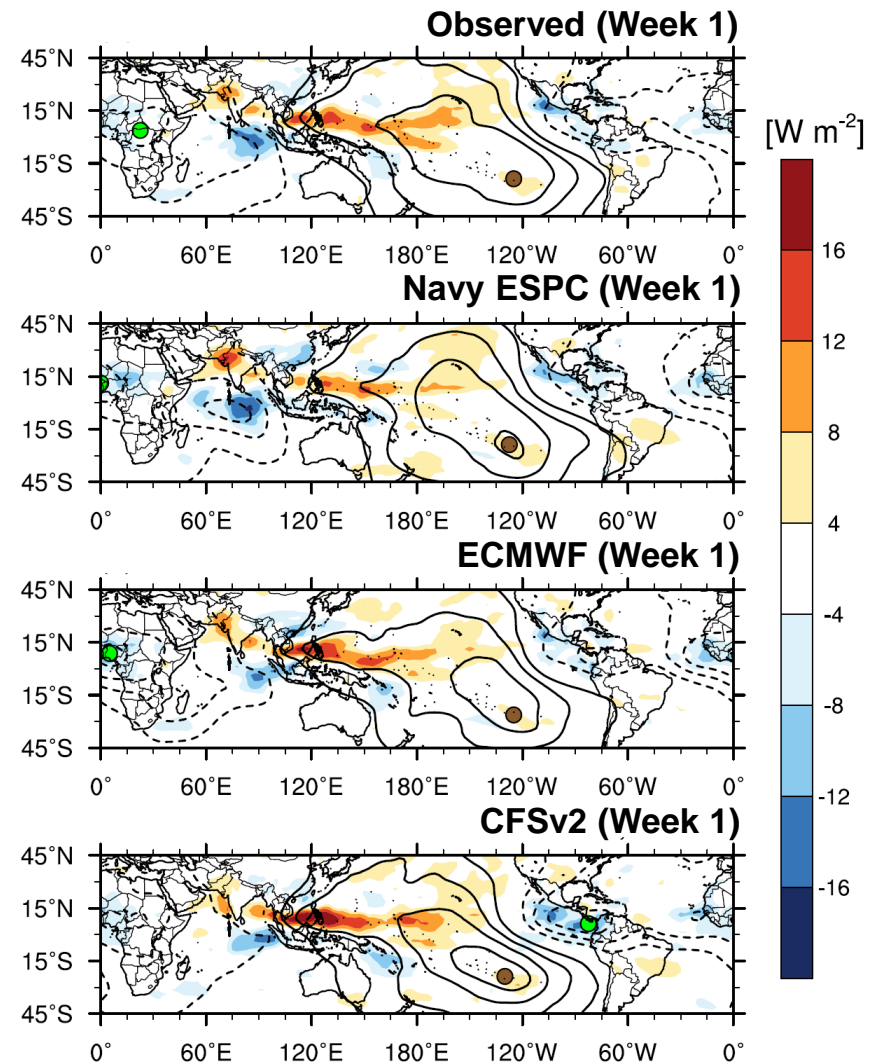 Observed (Week 1)
45°N
15°N
15°S
45°S
0° 60°E 120°E 180°E 120°W 60°W 0°
Navy ESPC (Week 1)
45°N
15°N
15°S
45°S
0° 60°E 120°E 180°E 120°W 60°W 0°
ECMWF (Week 1)
45°N
15°N
15°S
45°S
0° 60°E 120°E 180°E 120°W 60°W 0°
CFSv2 (Week 1)
45°N
15°N
15°S
45°S
0° 60°E 120°E 180°E 120°W 60°W 0°
[W m⁻²]
16
12
8
4
-4
-8
-12
-16